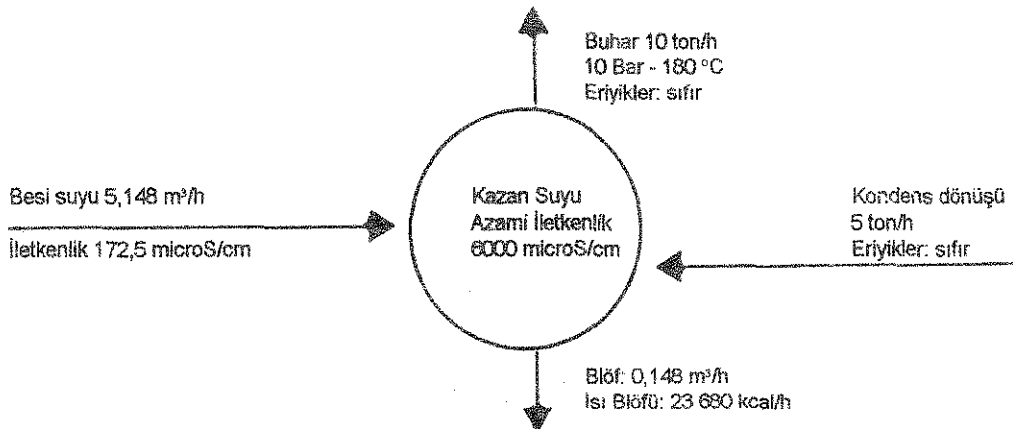 Buhar 10 ton/h
10 Bar - 180 °C
Eriyikler: sıfır
Besi suyu 5,148 m³/h
İletkenlik 172,5 microS/cm
Kazan Suyu
Azami İletkenlik
6000 microS/cm
Kondens dönüşü
5 ton/h
Eriyikler: sıfır
Blöf: 0,148 m³/h
Isı Blöfü: 23 680 kcal/h